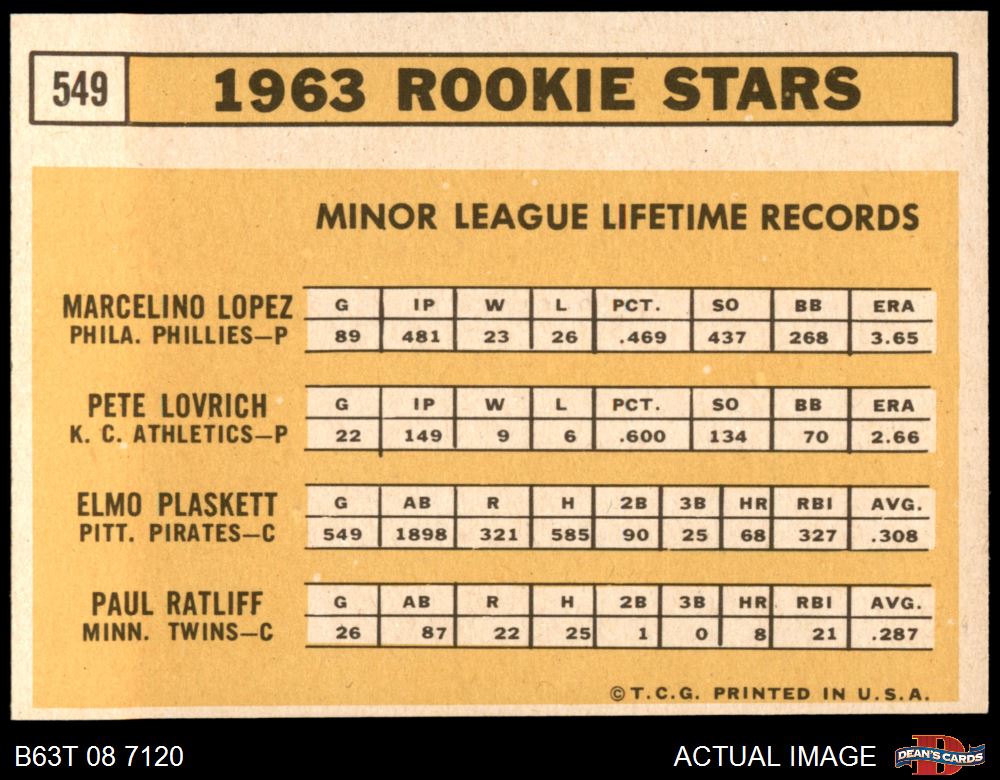 549 1963 ROOKIE STARS
MINOR LEAGUE LIFETIME RECORDS
MARCELINO LOPEZ G IP W L PCT. SO BB ERA
PHILA. PHILLIES—P 89 481 23 26 .469 437 268 3.65
PETE LOVRICH G IP W L PCT. SO BB ERA
K. C. ATHLETICS—P 22 149 9 6 .600 134 70 2.66
ELMO PLASKETT G AB R H 2B 3B HR RBI AVG.
PITT. PIRATES—C 549 1898 321 585 90 25 68 327 .308
PAUL RATLIFF G AB R H 2B 3B HR RBI AVG.
MINN. TWINS—C 26 87 22 25 1 0 8 21 .287
©T.C.G. PRINTED IN U.S.A.
B63T 08 7120 ACTUAL IMAGE DEAN'S CARDS